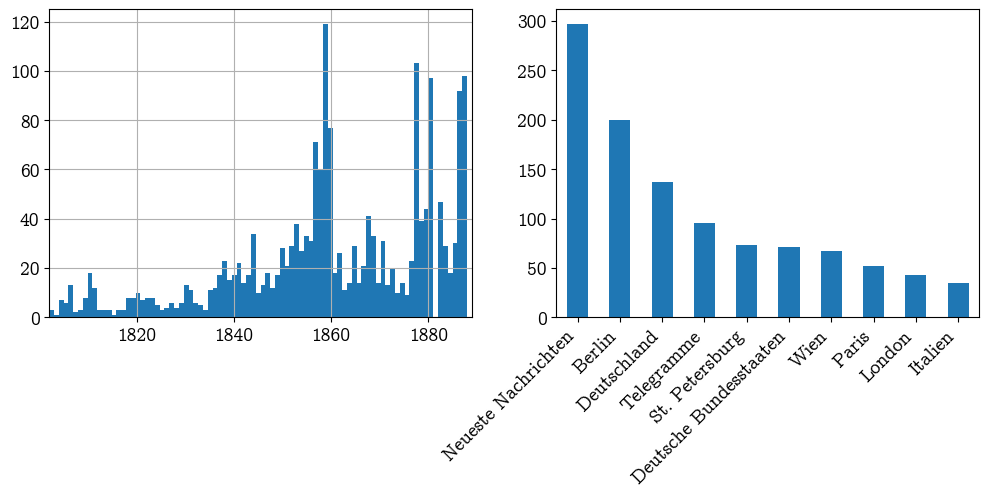 120
100
80
60
40
20
0
1820 1840 1860 1880
300
250
200
150
100
50
0
Neueste Nachrichten
Berlin
Deutschland
Telegramme
St. Petersburg
Deutsche Bundesstaaten
Wien
Paris
London
Italien